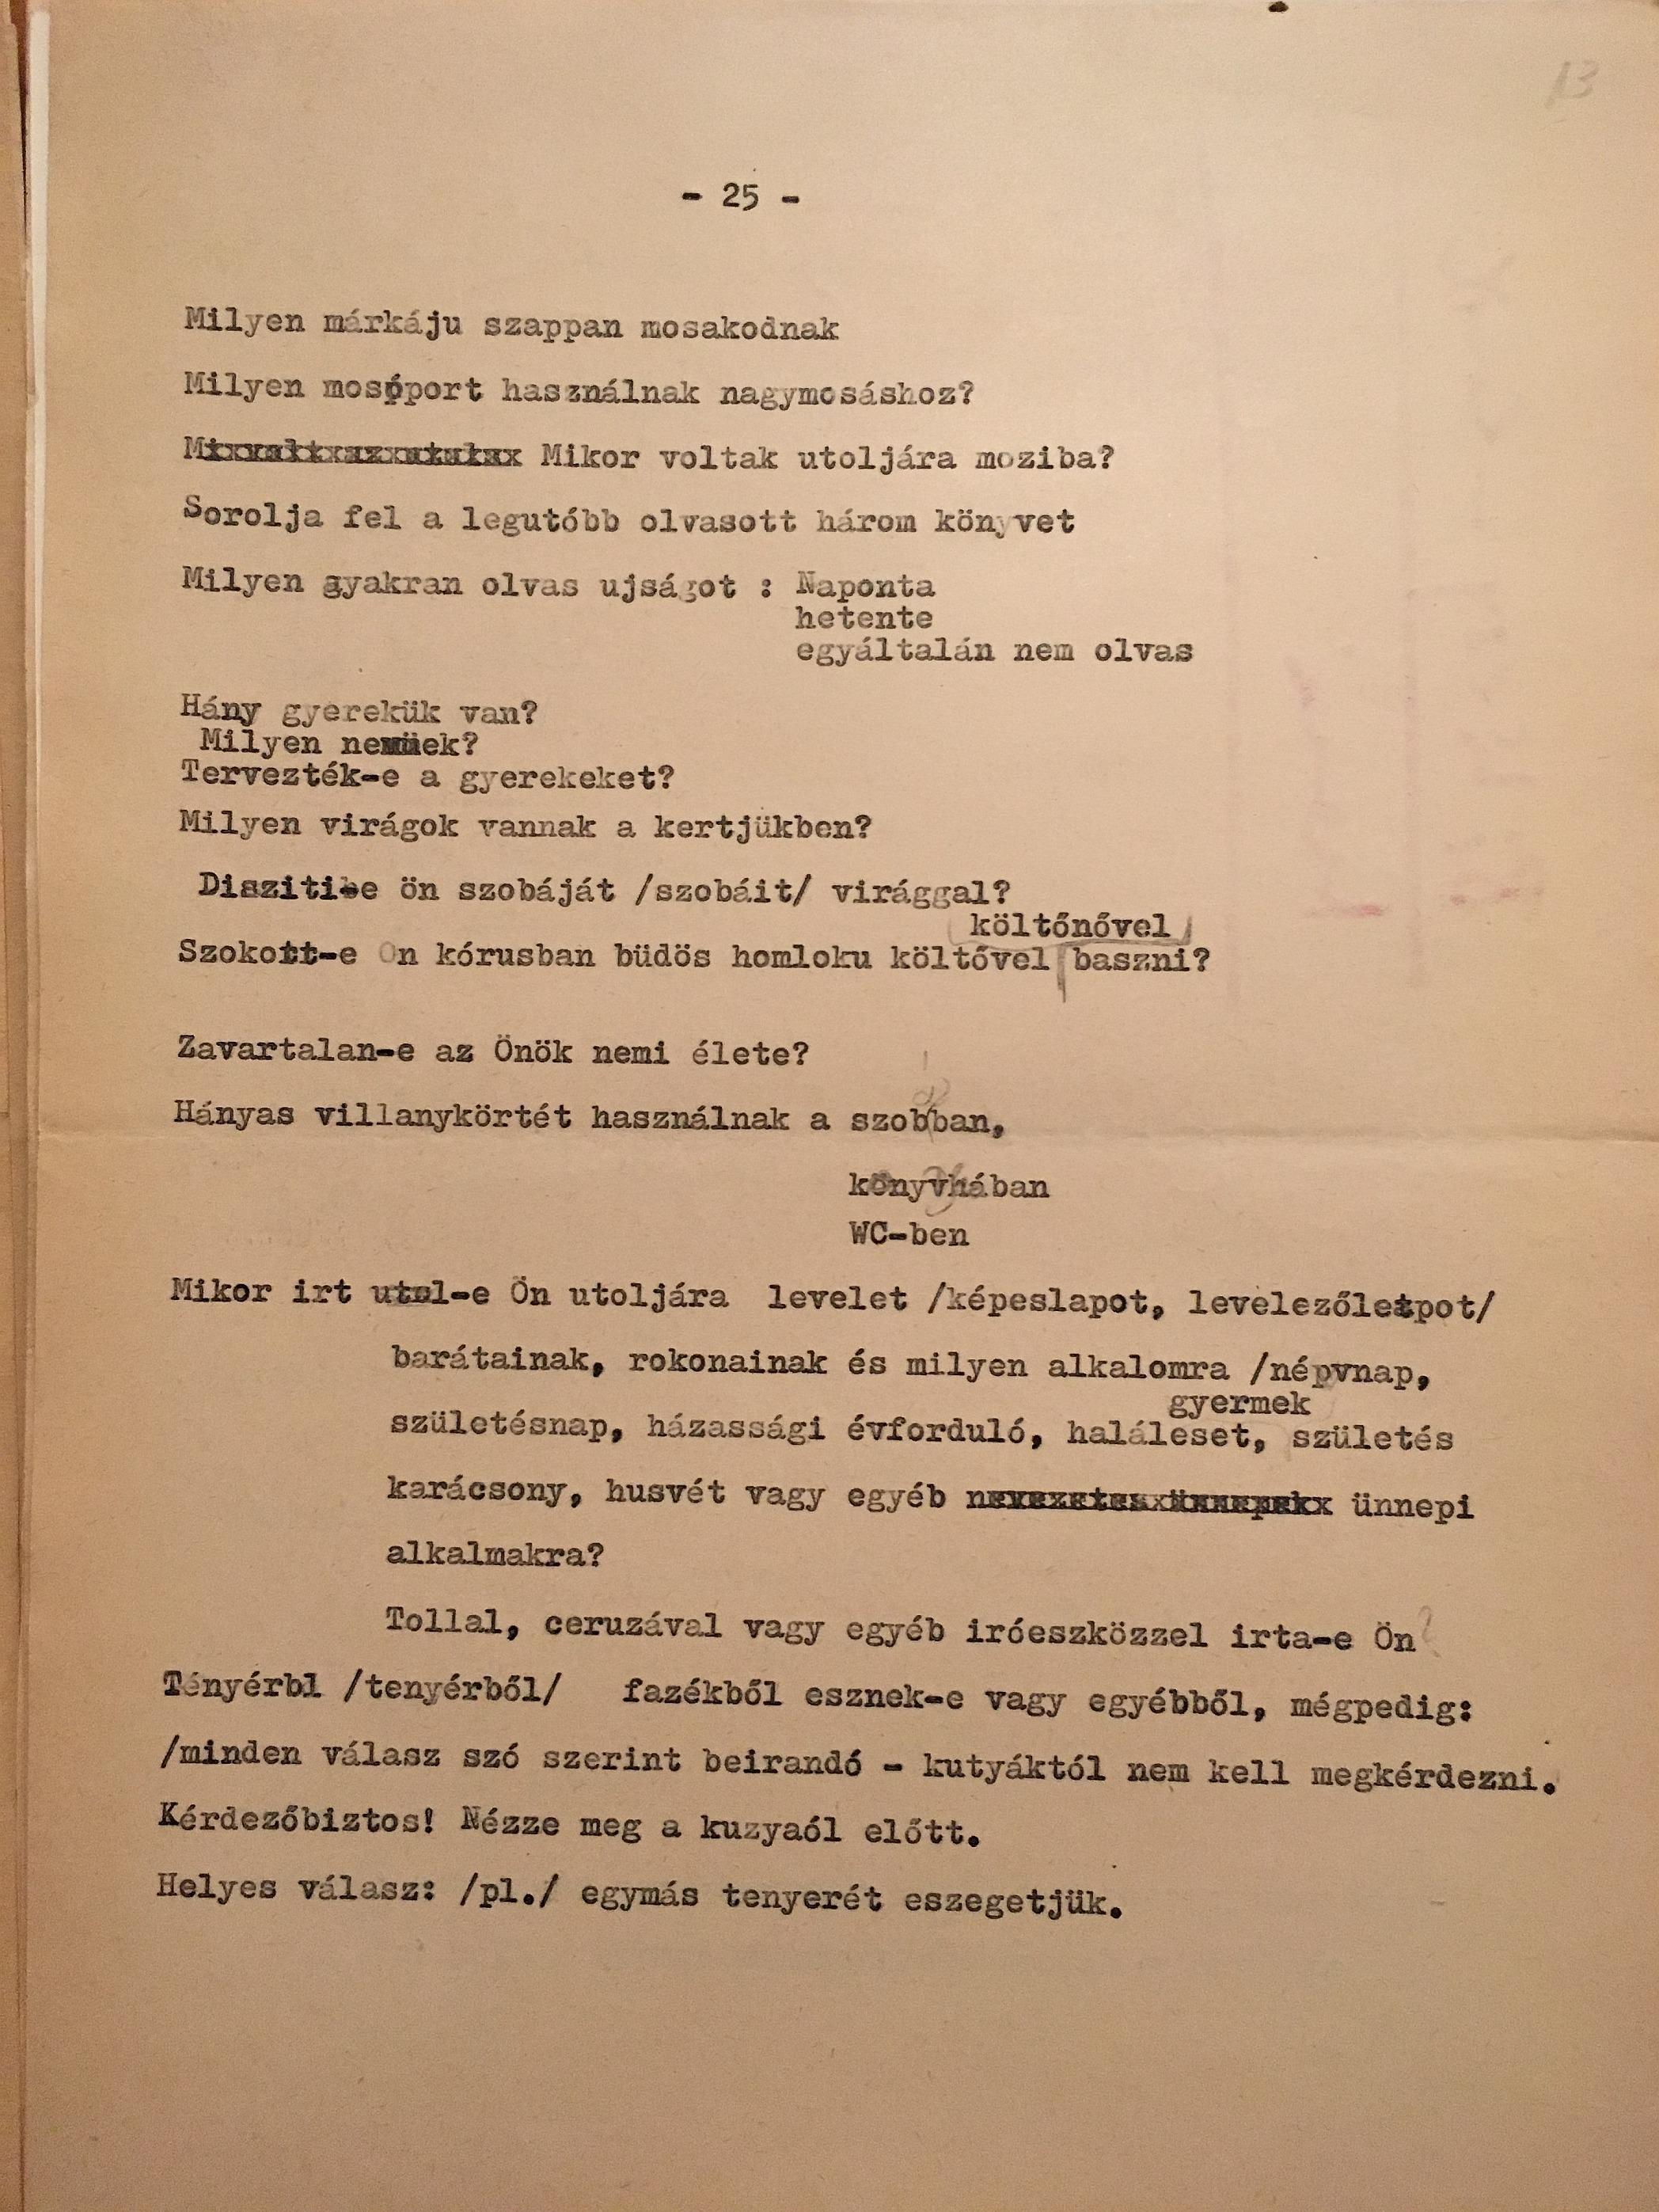 13
- 25 -
Milyen márkáju szappan mosakodnak
Milyen mosóport használnak nagymosáshoz?
Mikor voltak utoljára moziba?
Sorolja fel a legutóbb olvasott három könyvet
Milyen gyakran olvas ujságot : Naponta
hetente
egyáltalán nem olvas
Hány gyerekük van?
Milyen nemüek?
Tervezték-e a gyerekeket?
Milyen virágok vannak a kertjükben?
Disziti-e ön szobáját /szobáit/ virággal?
költőnővel
Szokott-e Ön kórusban büdös homloku költővel baszni?
Zavartalan-e az Önök nemi élete?
Hányas villanykörtét használnak a szobban,
könyvhában
WC-ben
Mikor irt utol-e Ön utoljára levelet /képeslapot, levelezőletpot/
barátainak, rokonainak és milyen alkalomra /népvnap,
gyermek
születésnap, házassági évforduló, haláleset, születés
karácsony, husvét vagy egyéb ünnepi
alkalmakra?
Tollal, ceruzával vagy egyéb iróeszközzel irta-e Ön?
Tényérbl /tenyérből/ fazékből esznek-e vagy egyébből, mégpedig:
/minden válasz szó szerint beirandó - kutyáktól nem kell megkérdezni.
Kérdezőbiztos! Nézze meg a kuzyaól előtt.
Helyes válasz: /pl./ egymás tenyerét eszegetjük.